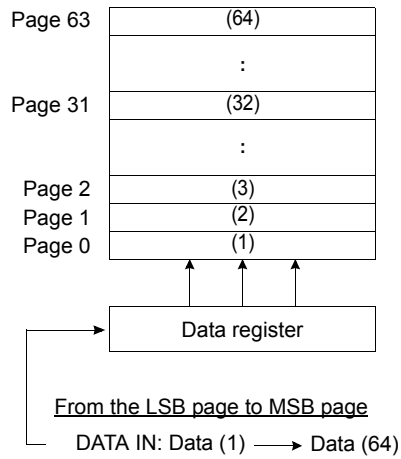 Page 63 (64)
:
Page 31 (32)
:
Page 2 (3)
Page 1 (2)
Page 0 (1)
Data register
From the LSB page to MSB page
DATA IN: Data (1) Data (64)